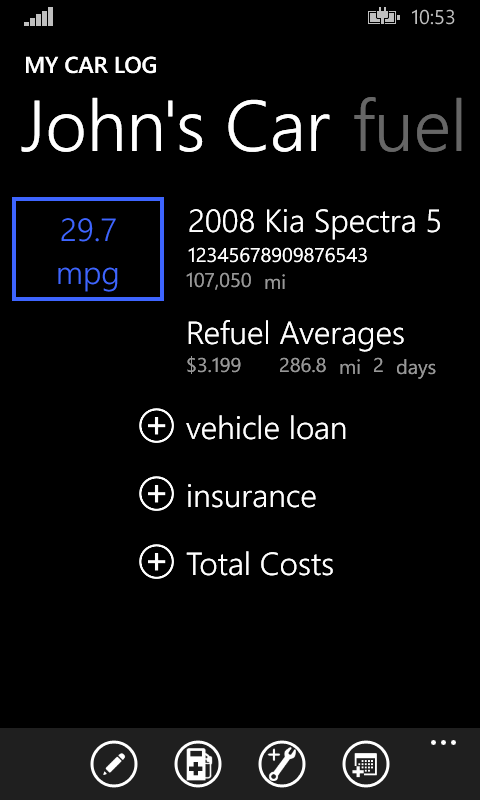 10:53
MY CAR LOG
John's Car fuel
29.7
mpg
2008 Kia Spectra 5
12345678909876543
107,050 mi
Refuel Averages
$3.199 286.8 mi 2 days
vehicle loan
insurance
Total Costs